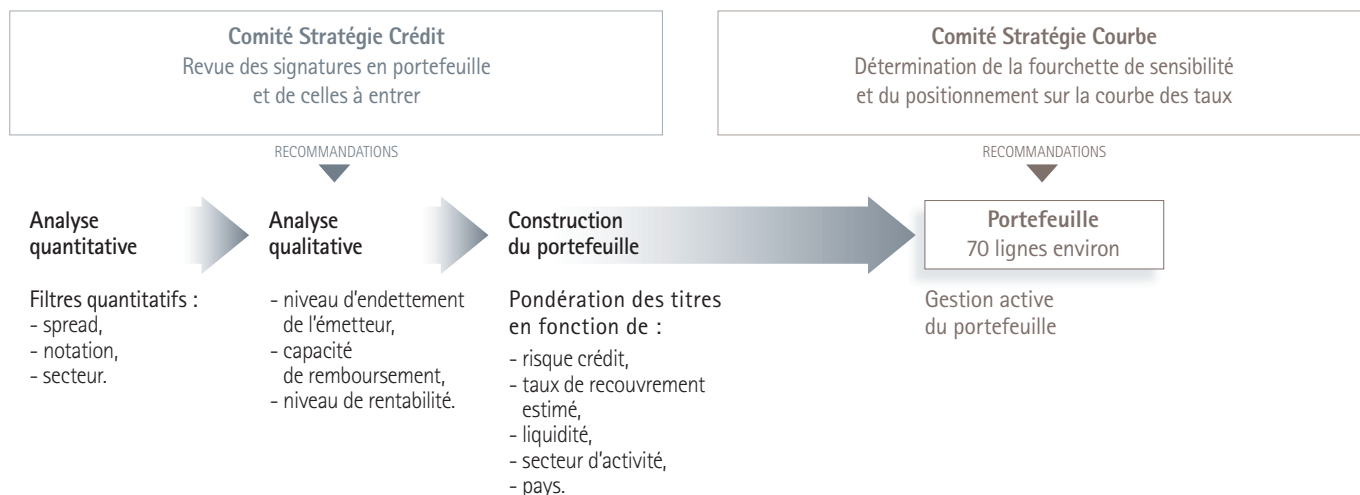 Comité Stratégie Crédit
Revue des signatures en portefeuille
et de celles à entrer
Comité Stratégie Courbe
Détermination de la fourchette de sensibilité
et du positionnement sur la courbe des taux
RECOMMANDATIONS
RECOMMANDATIONS
Analyse
quantitative
Analyse
qualitative
Construction
du portefeuille
Portefeuille
70 lignes environ
Filtres quantitatifs :
- spread,
- notation,
- secteur.
- niveau d'endettement
de l'émetteur,
- capacité
de remboursement,
- niveau de rentabilité.
Pondération des titres
en fonction de :
- risque crédit,
- taux de recouvrement
estimé,
- liquidité,
- secteur d'activité,
- pays.
Gestion active
du portefeuille